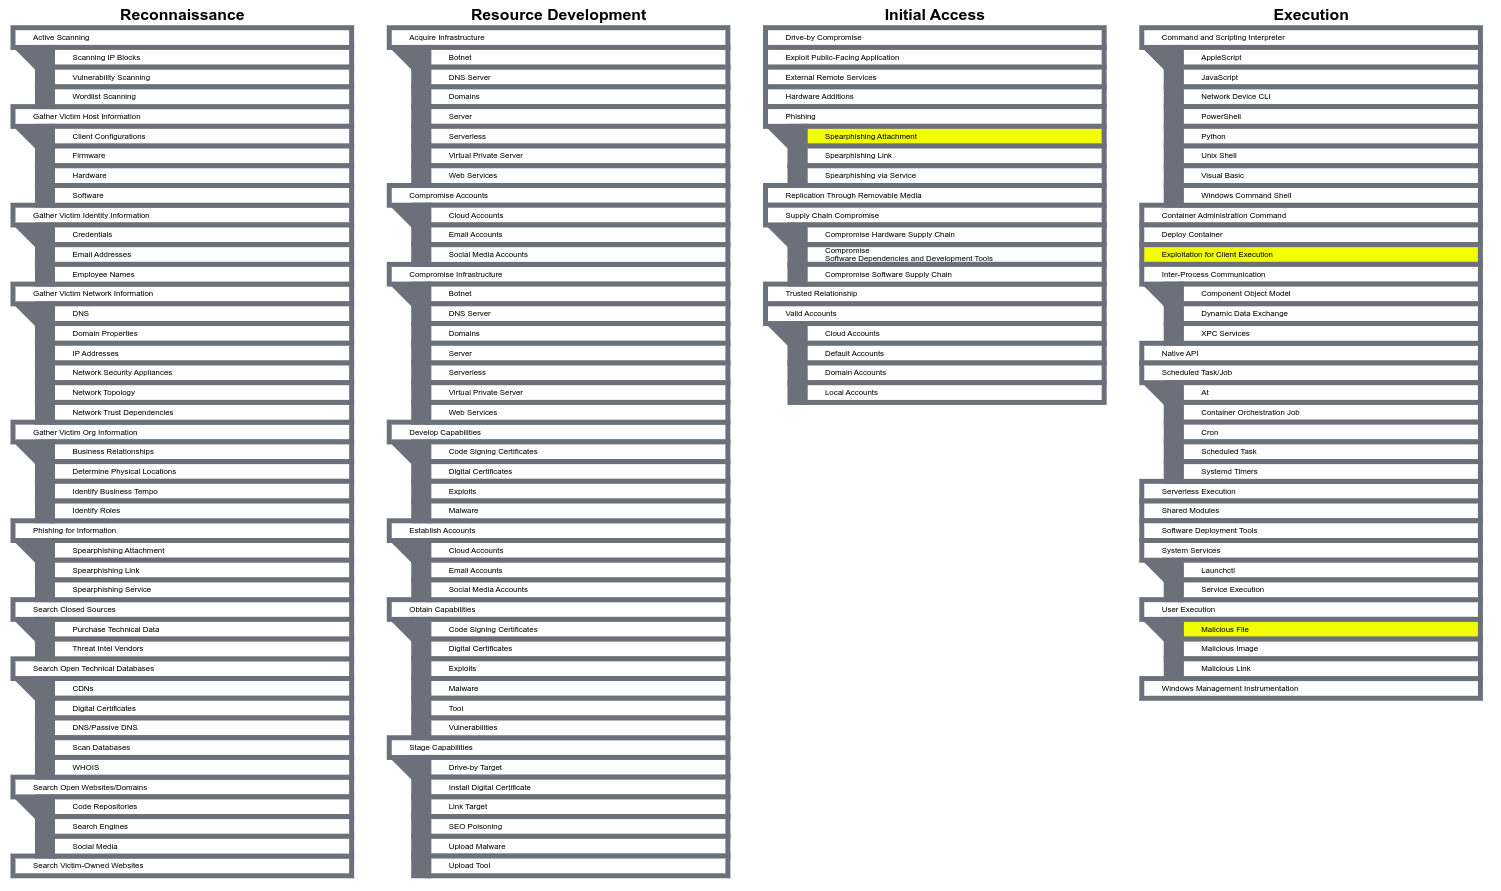 Reconnaissance
Active Scanning
Scanning IP Blocks
Vulnerability Scanning
Wordlist Scanning
Gather Victim Host Information
Client Configurations
Firmware
Hardware
Software
Gather Victim Identity Information
Credentials
Email Addresses
Employee Names
Gather Victim Network Information
DNS
Domain Properties
IP Addresses
Network Security Appliances
Network Topology
Network Trust Dependencies
Gather Victim Org Information
Business Relationships
Determine Physical Locations
Identify Business Tempo
Identify Roles
Phishing for Information
Spearphishing Attachment
Spearphishing Link
Spearphishing Service
Search Closed Sources
Purchase Technical Data
Threat Intel Vendors
Search Open Technical Databases
CDNs
Digital Certificates
DNS/Passive DNS
Scan Databases
WHOIS
Search Open Websites/Domains
Code Repositories
Search Engines
Social Media
Search Victim-Owned Websites
Resource Development
Acquire Infrastructure
Botnet
DNS Server
Domains
Server
Serverless
Virtual Private Server
Web Services
Compromise Accounts
Cloud Accounts
Email Accounts
Social Media Accounts
Compromise Infrastructure
Botnet
DNS Server
Domains
Server
Serverless
Virtual Private Server
Web Services
Develop Capabilities
Code Signing Certificates
Digital Certificates
Exploits
Malware
Establish Accounts
Cloud Accounts
Email Accounts
Social Media Accounts
Obtain Capabilities
Code Signing Certificates
Digital Certificates
Exploits
Malware
Tool
Vulnerabilities
Stage Capabilities
Drive-by Target
Install Digital Certificate
Link Target
SEO Poisoning
Upload Malware
Upload Tool
Initial Access
Drive-by Compromise
Exploit Public-Facing Application
External Remote Services
Hardware Additions
Phishing
Spearphishing Attachment
Spearphishing Link
Spearphishing via Service
Replication Through Removable Media
Supply Chain Compromise
Compromise Hardware Supply Chain
Compromise
Software Dependencies and Development Tools
Compromise Software Supply Chain
Trusted Relationship
Valid Accounts
Cloud Accounts
Default Accounts
Domain Accounts
Local Accounts
Execution
Command and Scripting Interpreter
AppleScript
JavaScript
Network Device CLI
PowerShell
Python
Unix Shell
Visual Basic
Windows Command Shell
Container Administration Command
Deploy Container
Exploitation for Client Execution
Inter-Process Communication
Component Object Model
Dynamic Data Exchange
XPC Services
Native API
Scheduled Task/Job
At
Container Orchestration Job
Cron
Scheduled Task
Systemd Timers
Serverless Execution
Shared Modules
Software Deployment Tools
System Services
Launchctl
Service Execution
User Execution
Malicious File
Malicious Image
Malicious Link
Windows Management Instrumentation